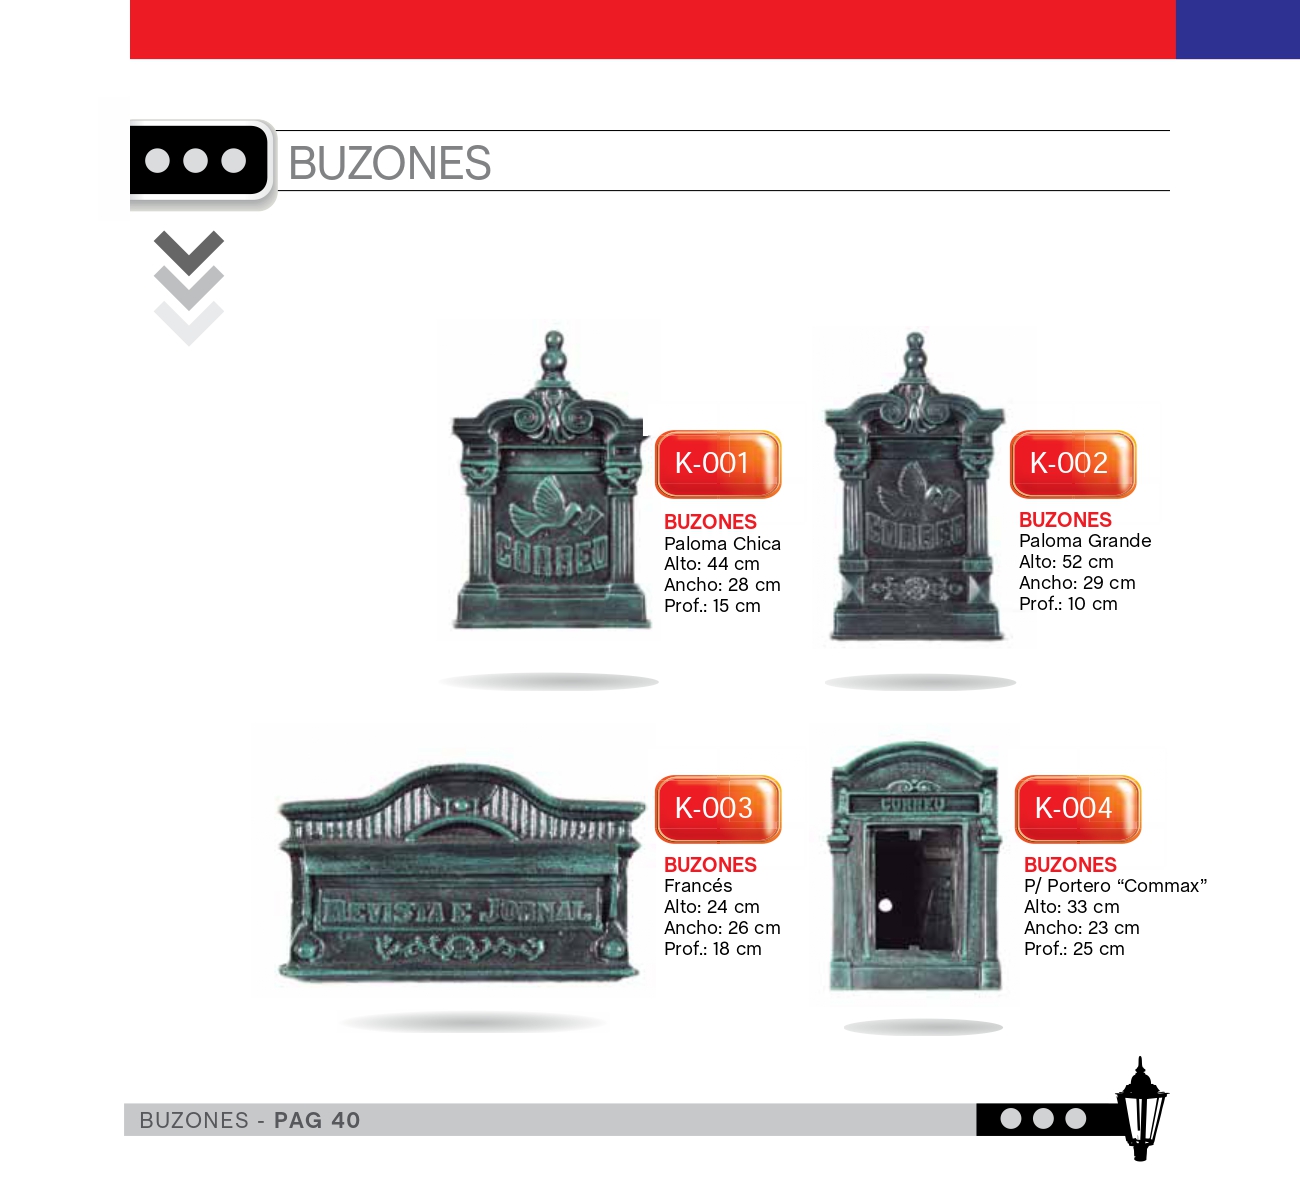 BUZONES
CORREO
K-001
BUZONES
Paloma Chica
Alto: 44 cm
Ancho: 28 cm
Prof.: 15 cm
CORREO
K-002
BUZONES
Paloma Grande
Alto: 52 cm
Ancho: 29 cm
Prof.: 10 cm
REVISTA E JORNAL
K-003
BUZONES
Francés
Alto: 24 cm
Ancho: 26 cm
Prof.: 18 cm
CORREO
K-004
BUZONES
P/ Portero “Commax”
Alto: 33 cm
Ancho: 23 cm
Prof.: 25 cm
BUZONES - PAG 40